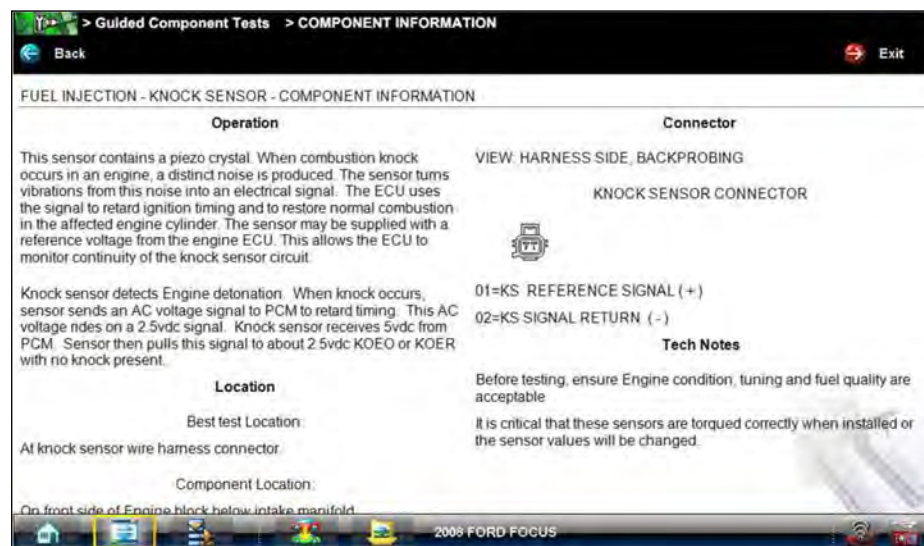 > Guided Component Tests > COMPONENT INFORMATION
Back
Exit
FUEL INJECTION - KNOCK SENSOR - COMPONENT INFORMATION
Operation
This sensor contains a piezo crystal. When combustion knock
occurs in an engine, a distinct noise is produced. The sensor turns
vibrations from this noise into an electrical signal. The ECU uses
the signal to retard ignition timing and to restore normal combustion
in the affected engine cylinder. The sensor may be supplied with a
reference voltage from the engine ECU. This allows the ECU to
monitor continuity of the knock sensor circuit.
Knock sensor detects Engine detonation. When knock occurs,
sensor sends an AC voltage signal to PCM to retard timing. This AC
voltage rides on a 2.5vdc signal. Knock sensor receives 5vdc from
PCM. Sensor then pulls this signal to about 2.5vdc KOEO or KOER
with no knock present.
Location
Best test Location:
At knock sensor wire harness connector.
Component Location:
On front side of Engine block below intake manifold
Connector
VIEW: HARNESS SIDE, BACKPROBING
KNOCK SENSOR CONNECTOR
01=KS REFERENCE SIGNAL (+)
02=KS SIGNAL RETURN (-)
Tech Notes
Before testing, ensure Engine condition, tuning and fuel quality are
acceptable
It is critical that these sensors are torqued correctly when installed or
the sensor values will be changed.
2008 FORD FOCUS